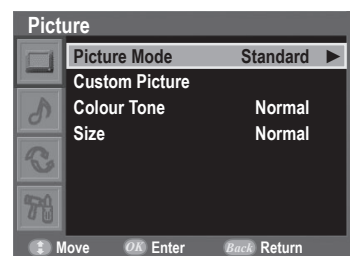 Picture
Picture Mode Standard
Custom Picture
Colour Tone Normal
Size Normal
Move OK Enter Back Return